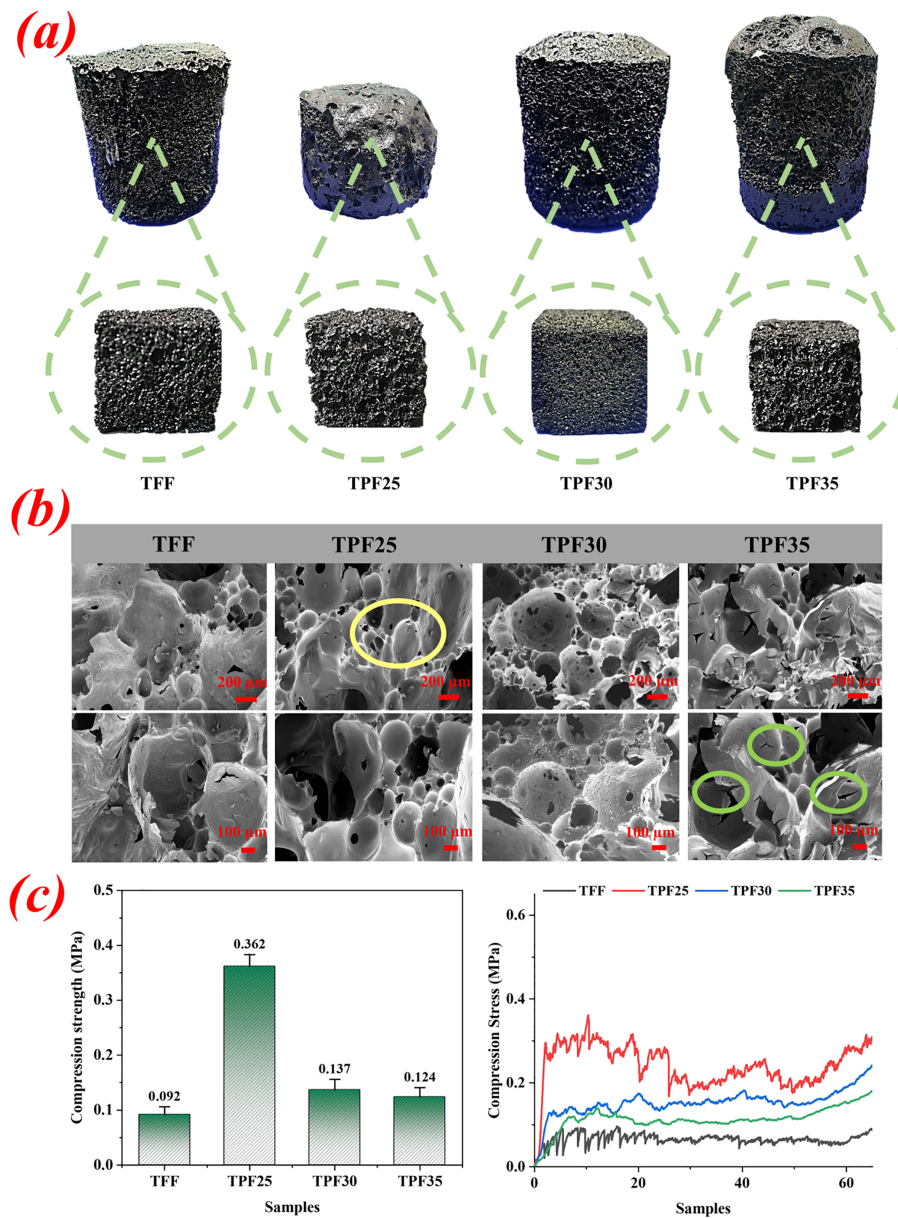 (a)
TFF TPF25 TPF30 TPF35
(b)
TFF TPF25 TPF30 TPF35
200 μm 200 μm 200 μm 200 μm
100 μm 100 μm 100 μm 100 μm
(c)
Compression strength (MPa)
0.5
0.4
0.3
0.2
0.1
0.0
0.092
0.362
0.137
0.124
TFF TPF25 TPF30 TPF35
Samples
TFF TPF25 TPF30 TPF35
Compression Stress (MPa)
0.6
0.4
0.2
0.0
0 20 40 60
Samples